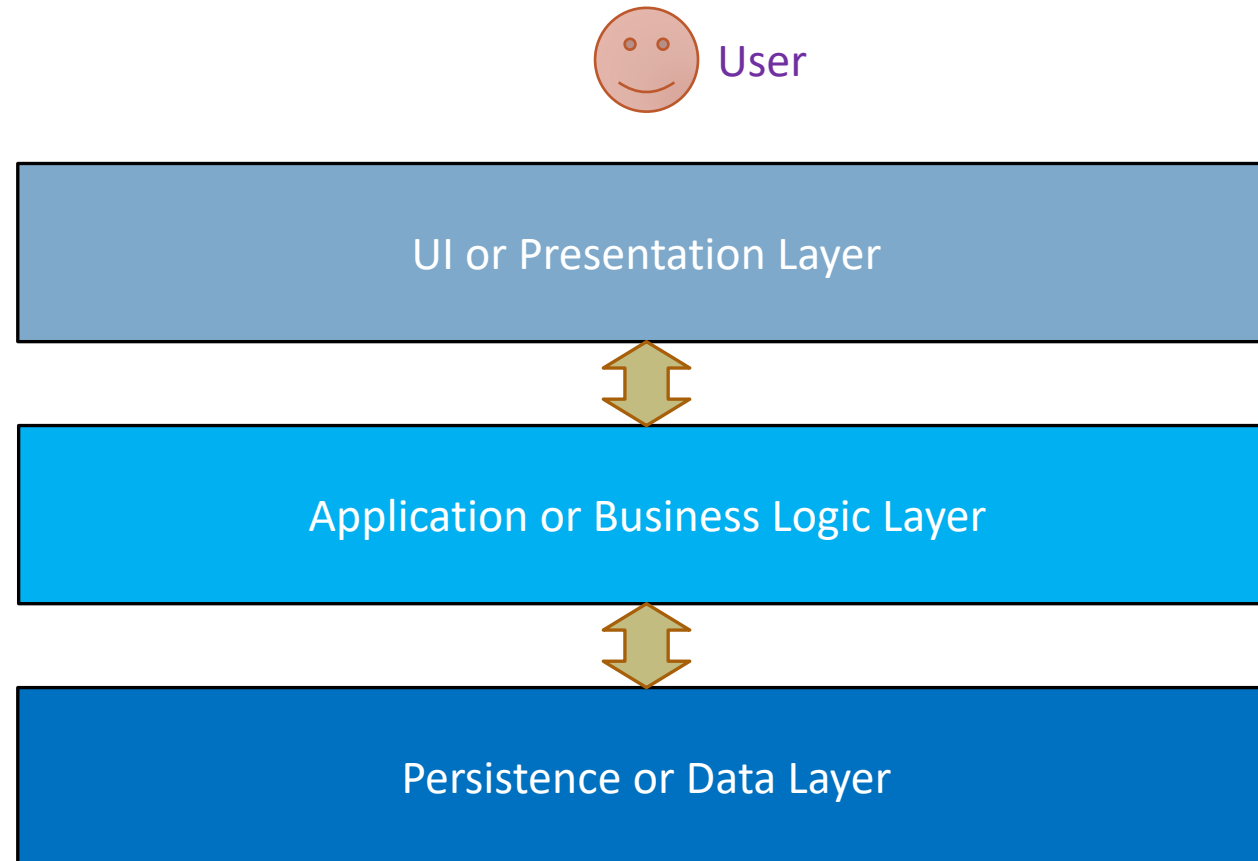 User
UI or Presentation Layer
Application or Business Logic Layer
Persistence or Data Layer